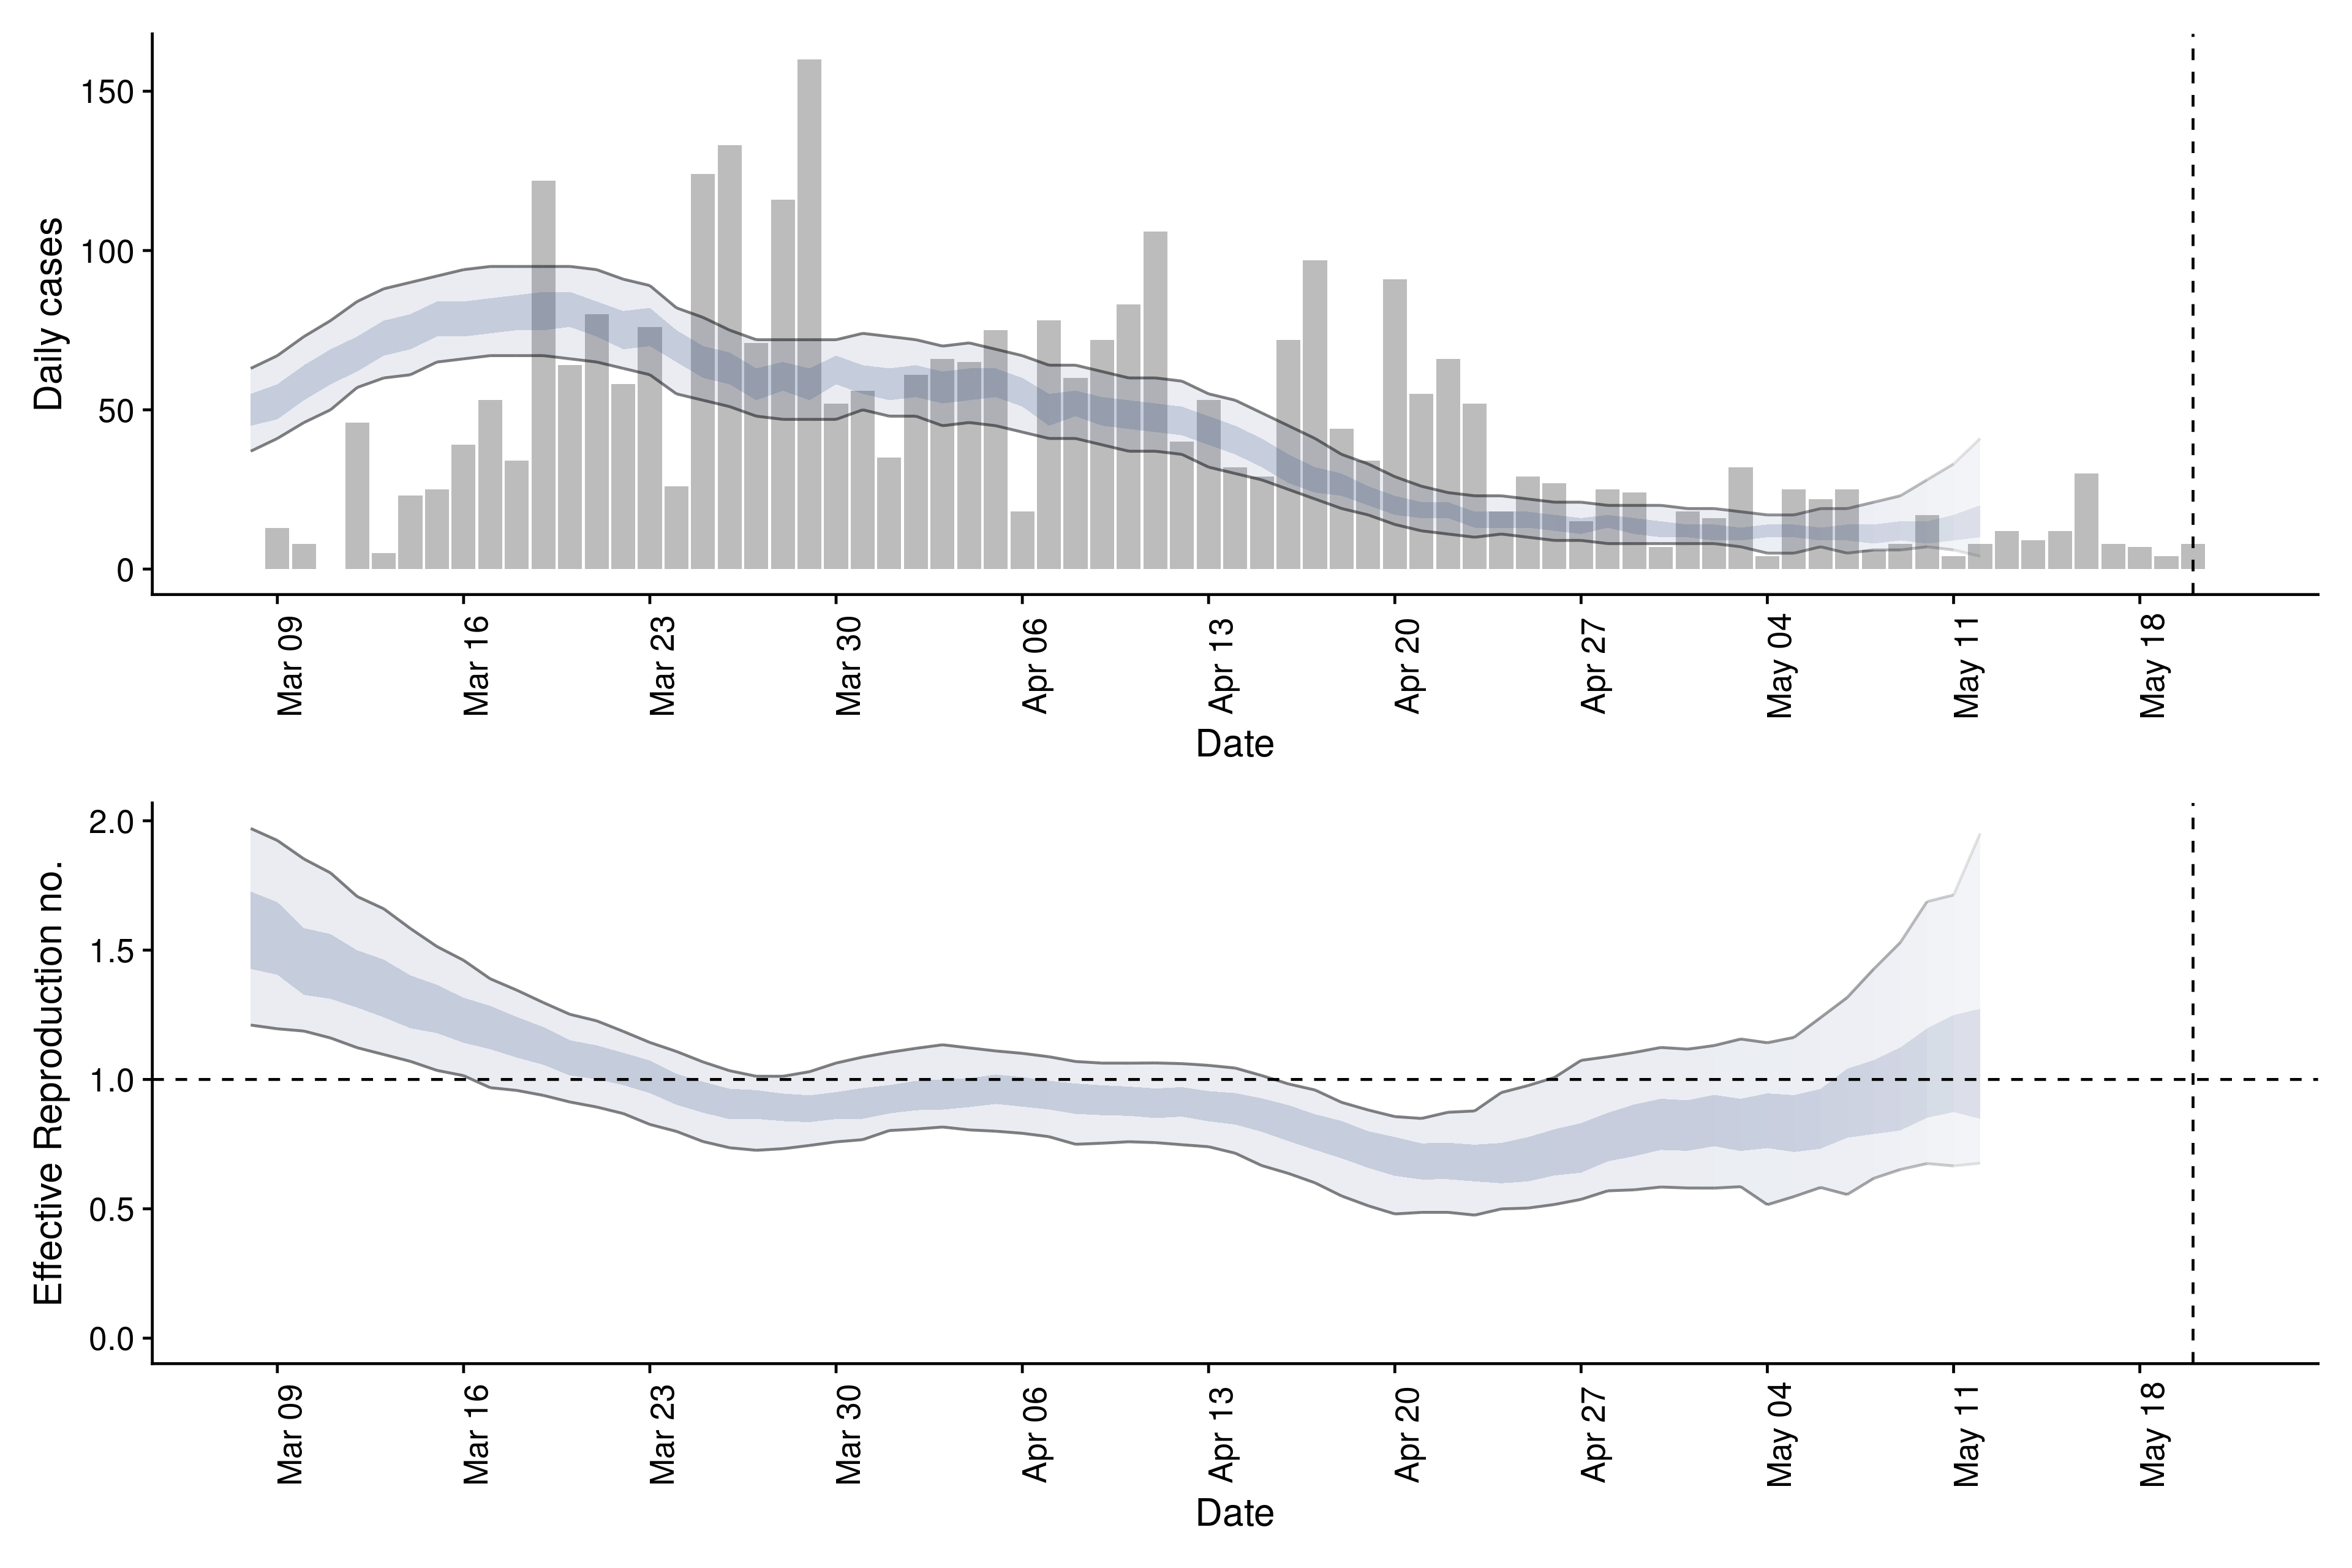 Daily cases
150
100
50
0
Mar 09
Mar 16
Mar 23
Mar 30
Apr 06
Apr 13
Apr 20
Apr 27
May 04
May 11
May 18
Date
Effective Reproduction no.
2.0
1.5
1.0
0.5
0.0
Mar 09
Mar 16
Mar 23
Mar 30
Apr 06
Apr 13
Apr 20
Apr 27
May 04
May 11
May 18
Date